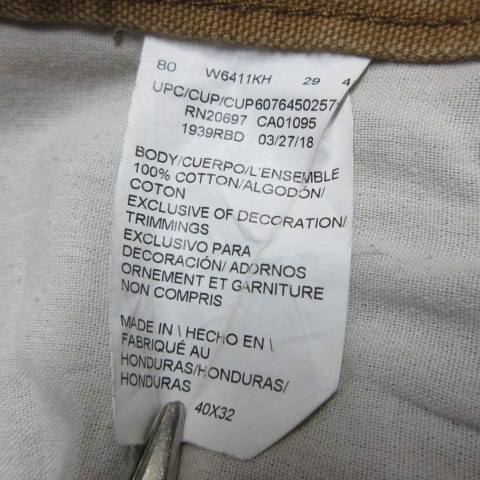 80 W6411KH 29 4
UPC/CUP/CUP6076450257
RN20697 CA01095
1939RBD 03/27/18
BODY/CUERPO/L'ENSEMBLE
100% COTTON/ALGODÓN/
COTON
EXCLUSIVE OF DECORATION/
TRIMMINGS
EXCLUSIVO PARA
DECORACIÓN/ ADORNOS
ORNEMENT ET GARNITURE
NON COMPRIS
MADE IN \ HECHO EN \
FABRIQUÉ AU
HONDURAS/HONDURAS/
HONDURAS
40X32